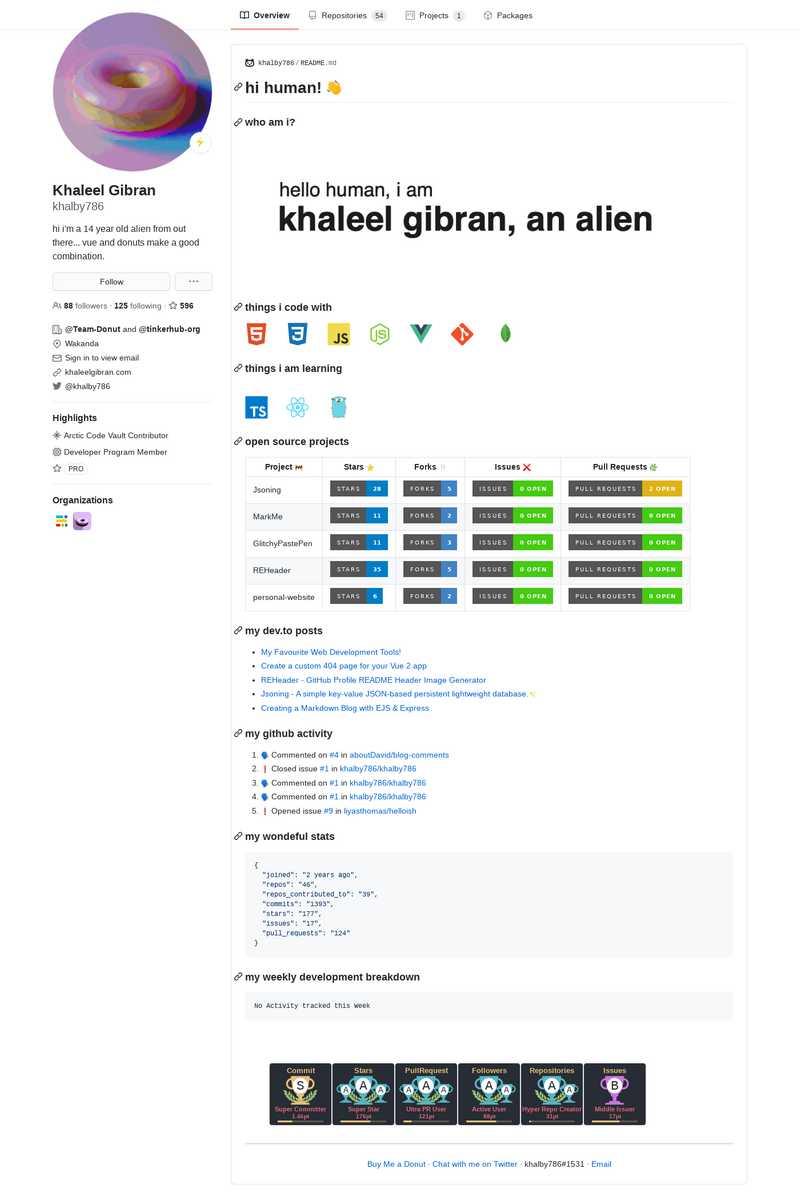 Overview Repositories 54 Projects 1 Packages
Khaleel Gibran
khalby786
hi i'm a 14 year old alien from out
there... vue and donuts make a good
combination.
Follow ...
88 followers · 125 following · 596
@Team-Donut and @tinkerhub-org
Wakanda
Sign in to view email
khaleelgibran.com
@khalby786
Highlights
Arctic Code Vault Contributor
Developer Program Member
PRO
Organizations
khalby786/README.md
hi human! 👋
who am i?
hello human, i am
khaleel gibran, an alien
things i code with
JS
JS
things i am learning
TS
open source projects
Project Stars Forks Issues Pull Requests
Jsoning STARS 28 FORKS 5 ISSUES 0 OPEN PULL REQUESTS 2 OPEN
MarkMe STARS 11 FORKS 2 ISSUES 0 OPEN PULL REQUESTS 0 OPEN
GlitchyPastePen STARS 11 FORKS 3 ISSUES 0 OPEN PULL REQUESTS 0 OPEN
REHeader STARS 35 FORKS 5 ISSUES 0 OPEN PULL REQUESTS 0 OPEN
personal-website STARS 6 FORKS 2 ISSUES 0 OPEN PULL REQUESTS 0 OPEN
my dev.to posts
• My Favourite Web Development Tools!
• Create a custom 404 page for your Vue 2 app
• REHeader - GitHub Profile README Header Image Generator
• Jsoning - A simple key-value JSON-based persistent lightweight database.✨
• Creating a Markdown Blog with EJS & Express
my github activity
1. 🗣 Commented on #4 in aboutDavid/blog-comments
2. ❗ Closed issue #1 in khalby786/khalby786
3. 🗣 Commented on #1 in khalby786/khalby786
4. 🗣 Commented on #1 in khalby786/khalby786
5. ❗ Opened issue #9 in liyasthomas/helloish
my wondeful stats
{
"joined": "2 years ago",
"repos": "46",
"repos_contributed_to": "39",
"commits": "1393",
"stars": "177",
"issues": "17",
"pull_requests": "124"
}
my weekly development breakdown
No Activity tracked this Week
Commit Stars PullRequest Followers Repositories Issues
S A A A A A A A A A B
Super Committer Super Star Ultra PR User Active User Hyper Repo Creator Middle Issuer
176pt 121pt 88pt 31pt 17pt
Buy Me a Donut · Chat with me on Twitter · khalby786#1531 · Email